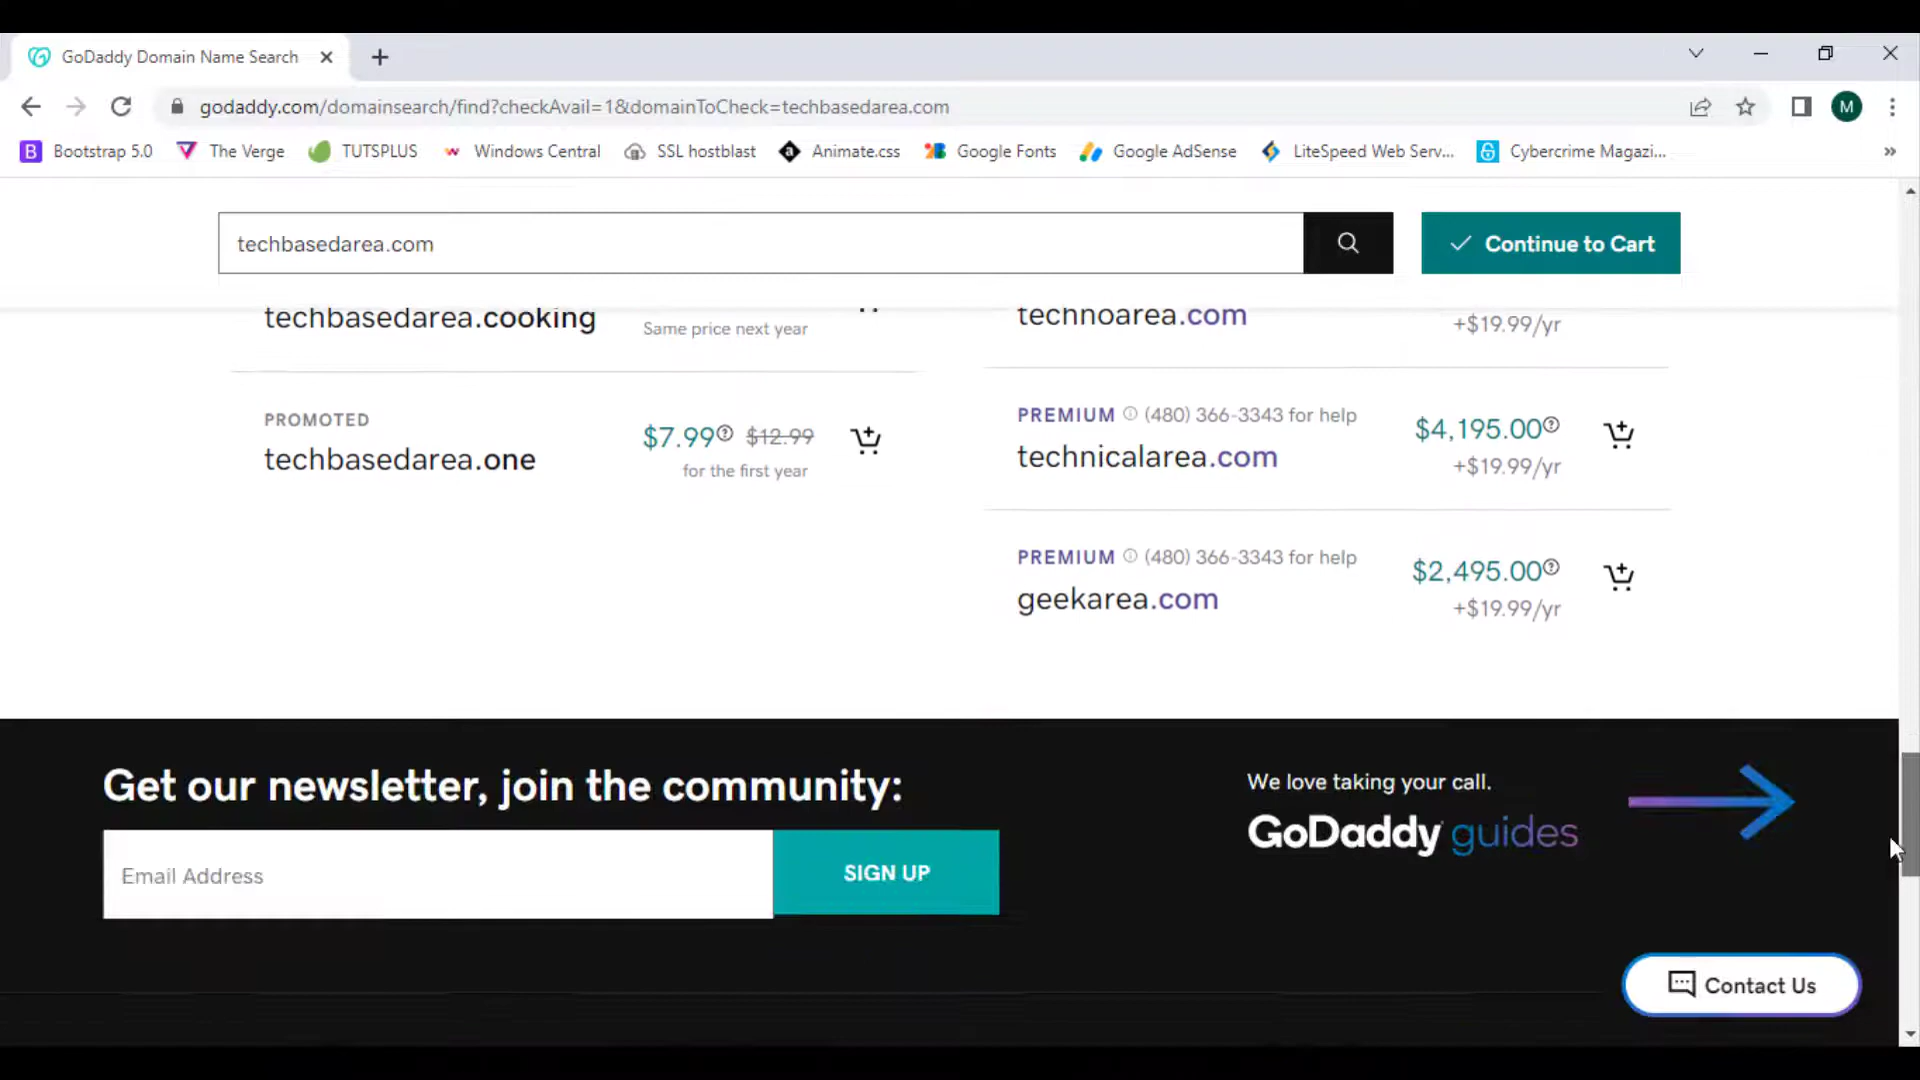 GoDaddy Domain Name Search
godaddy.com/domainsearch/find?checkAvail=1&domainToCheck=techbasedarea.com
M
B Bootstrap 5.0 The Verge TUTSPLUS Windows Central SSL hostblast a Animate.css Google Fonts Google AdSense LiteSpeed Web Serv... Cybercrime Magazi... »
techbasedarea.com
Continue to Cart
techbasedarea.cooking
Same price next year
technoarea.com
+$19.99/yr
PROMOTED
techbasedarea.one
$7.99 $12.99
for the first year
PREMIUM (480) 366-3343 for help
technicalarea.com
$4,195.00
+$19.99/yr
PREMIUM (480) 366-3343 for help
geekarea.com
$2,495.00
+$19.99/yr
Get our newsletter, join the community:
Email Address
SIGN UP
We love taking your call.
GoDaddy guides
Contact Us